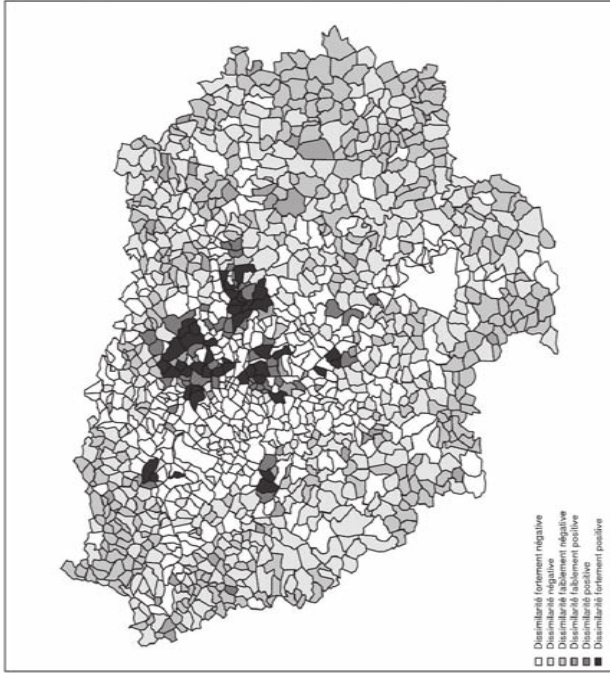 Dissimilarité fortement négative
Dissimilarité négative
Dissimilarité faiblement négative
Dissimilarité faiblement positive
Dissimilarité positive
Dissimilarité fortement positive